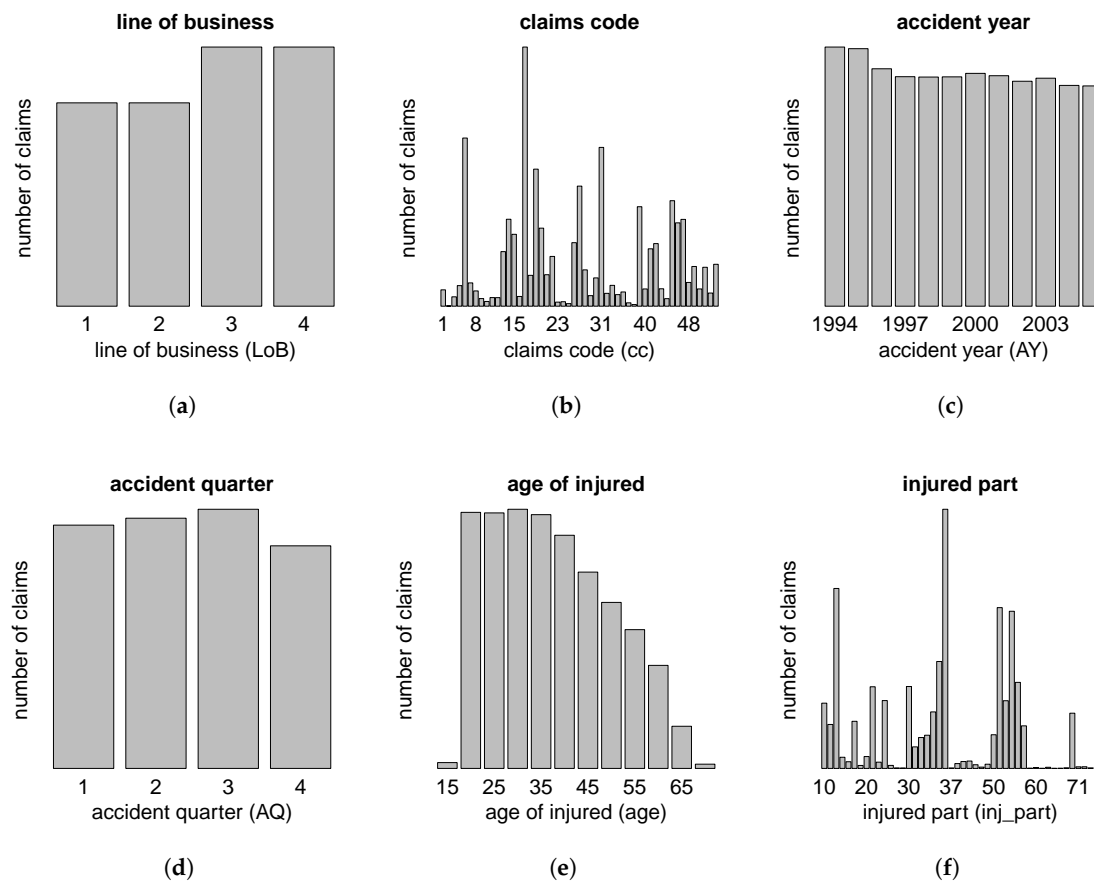 line of business
number of claims
1 2 3 4
line of business (LoB)
(a)
claims code
number of claims
1 8 15 23 31 40 48
claims code (cc)
(b)
accident year
number of claims
1994 1997 2000 2003
accident year (AY)
(c)
accident quarter
number of claims
1 2 3 4
accident quarter (AQ)
(d)
age of injured
number of claims
15 25 35 45 55 65
age of injured (age)
(e)
injured part
number of claims
10 20 30 37 50 60 71
injured part (inj_part)
(f)